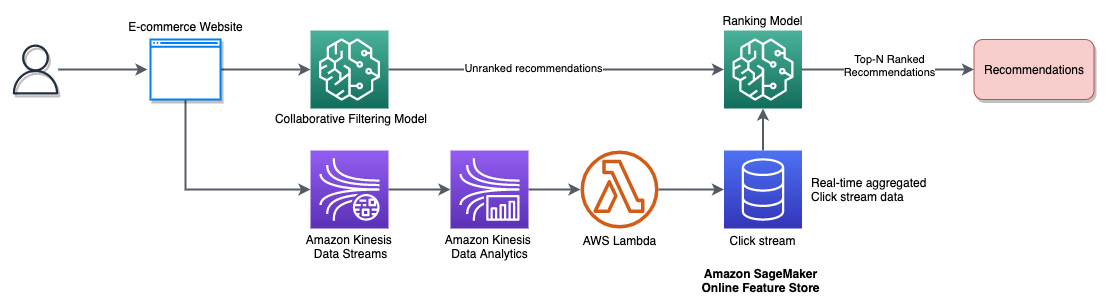 E-commerce Website
Ranking Model
Unranked recommendations
Top-N Ranked
Recommendations
Recommendations
Collaborative Filtering Model
Real-time aggregated
Click stream data
Amazon Kinesis
Data Streams
Amazon Kinesis
Data Analytics
AWS Lambda
Click stream
Amazon SageMaker
Online Feature Store